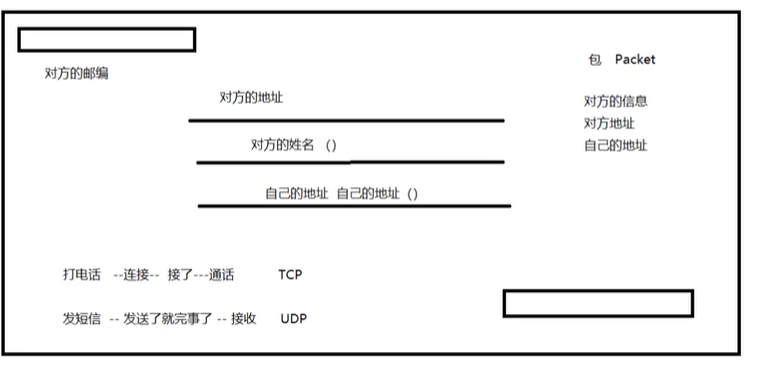 对方的邮编
对方的地址
对方的姓名 ()
自己的地址 自己的地址 ()
包 Packet
对方的信息
对方地址
自己的地址
打电话 --连接-- 接了---通话 TCP
发短信 -- 发送了就完事了 -- 接收 UDP